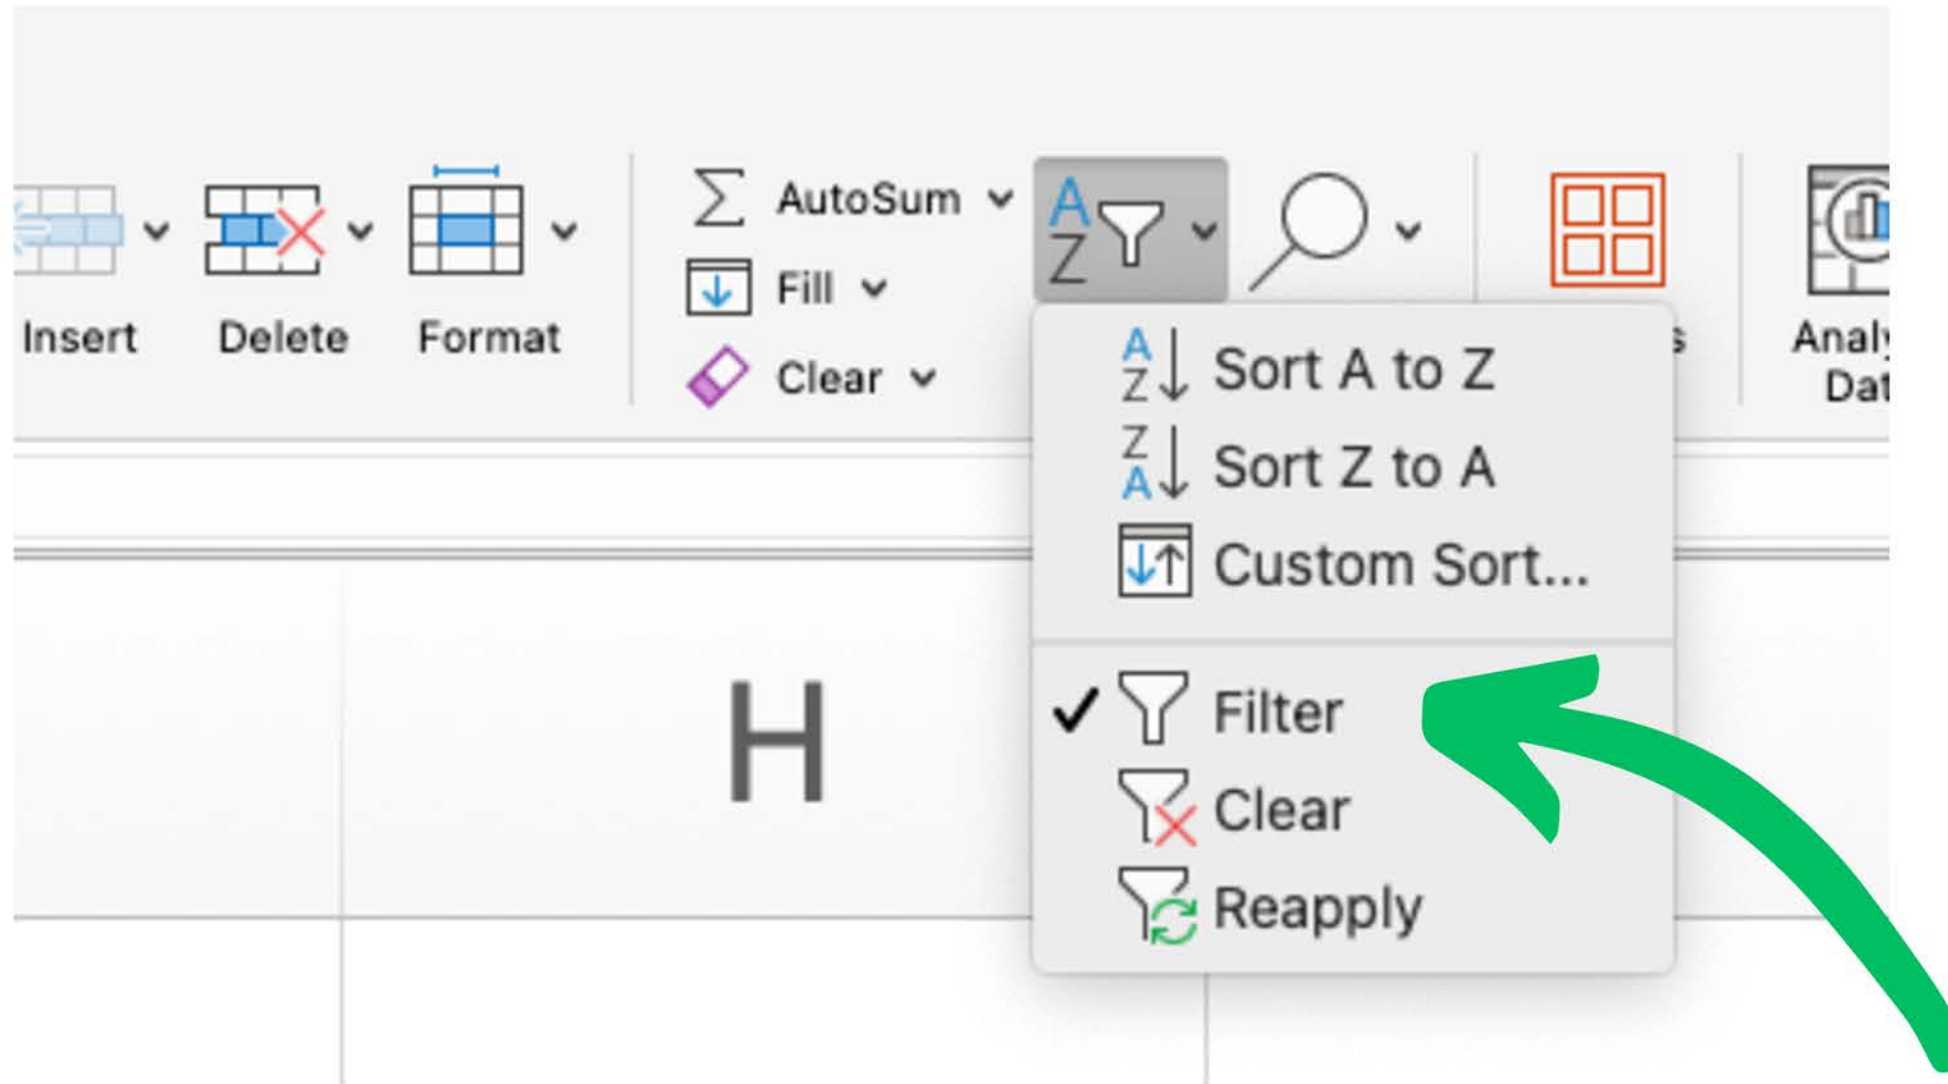 AutoSum
Fill
Clear
Insert
Delete
Format
Sort A to Z
Sort Z to A
Custom Sort...
Filter
Clear
Reapply
H